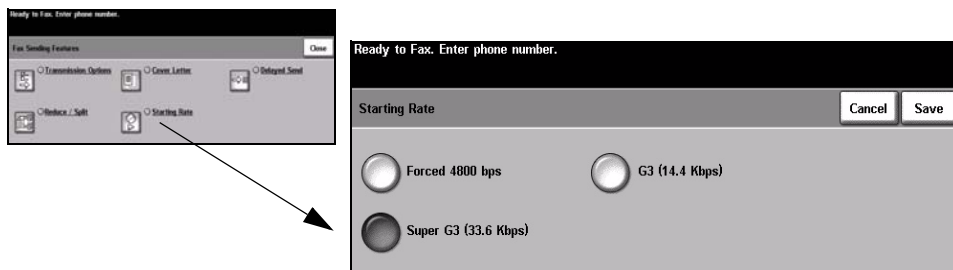 Ready to Fax. Enter phone number.
Fax Sending Features
Close
Transmission Options
Cover Letter
Delayed Send
Reduce / Split
Starting Rate
Ready to Fax. Enter phone number.
Starting Rate
Cancel
Save
Forced 4800 bps
G3 (14.4 Kbps)
Super G3 (33.6 Kbps)